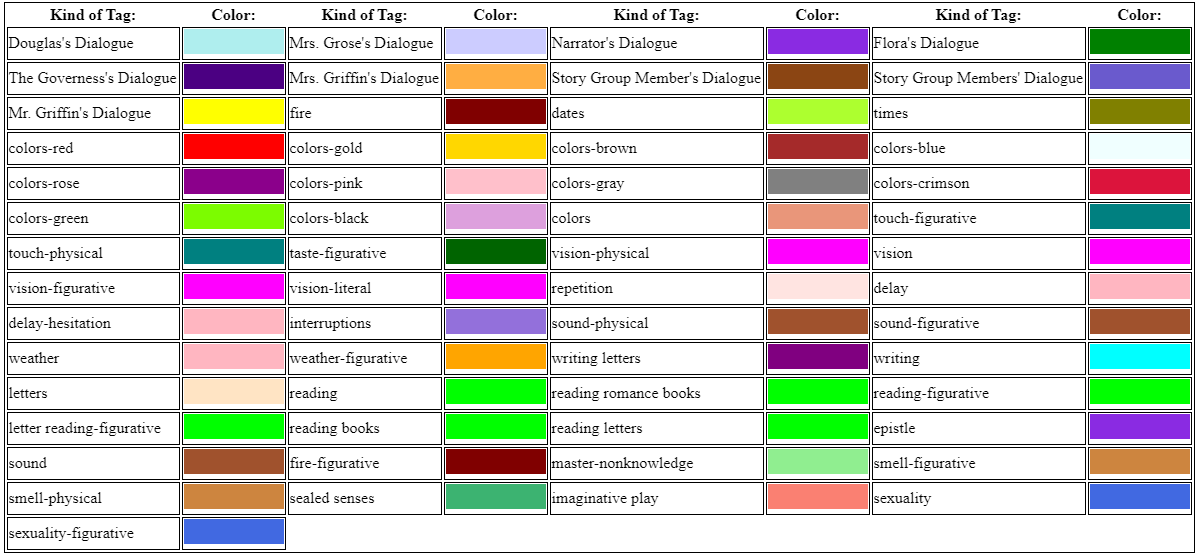 Kind of Tag: Color: Kind of Tag: Color: Kind of Tag: Color: Kind of Tag: Color:
Douglas's Dialogue Mrs. Grose's Dialogue Narrator's Dialogue Flora's Dialogue
The Governess's Dialogue Mrs. Griffin's Dialogue Story Group Member's Dialogue Story Group Members' Dialogue
Mr. Griffin's Dialogue fire dates times
colors-red colors-gold colors-brown colors-blue
colors-rose colors-pink colors-gray colors-crimson
colors-green colors-black colors touch-figurative
touch-physical taste-figurative vision-physical vision
vision-figurative vision-literal repetition delay
delay-hesitation interruptions sound-physical sound-figurative
weather weather-figurative writing letters writing
letters reading reading romance books reading-figurative
letter reading-figurative reading books reading letters epistle
sound fire-figurative master-nonknowledge smell-figurative
smell-physical sealed senses imaginative play sexuality
sexuality-figurative